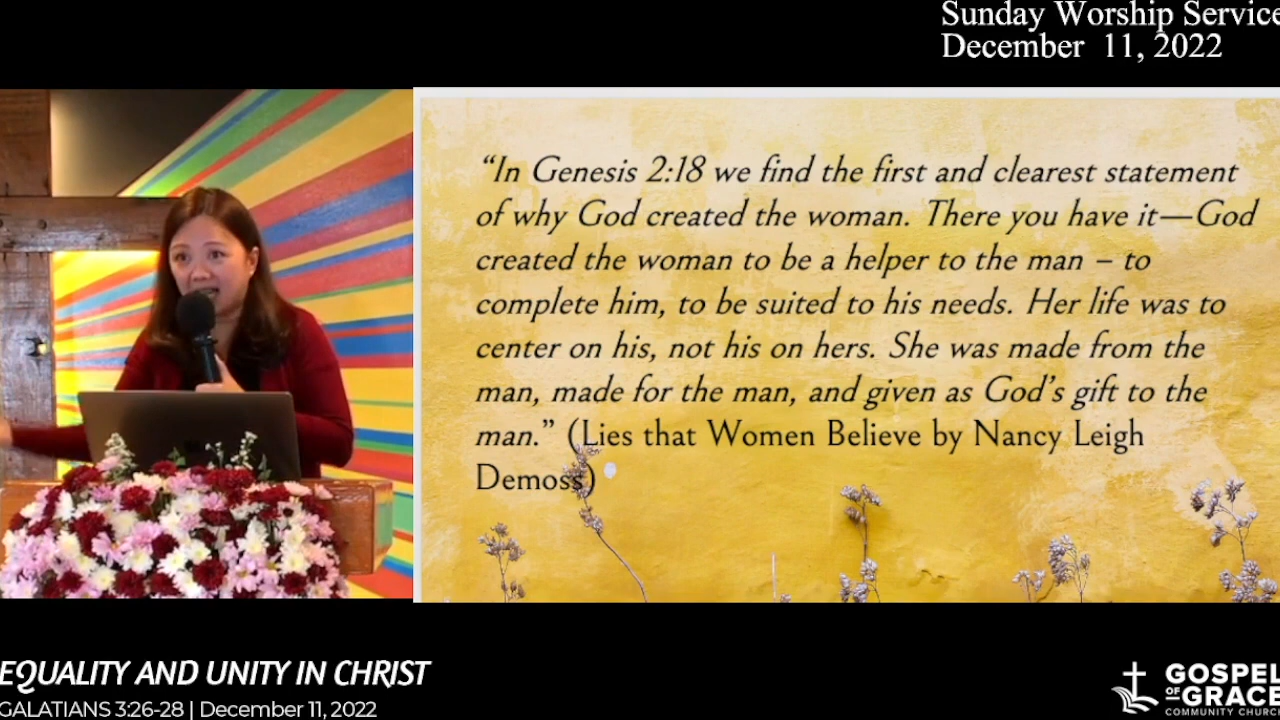 Sunday Worship Service
December 11, 2022
“In Genesis 2:18 we find the first and clearest statement
of why God created the woman. There you have it—God
created the woman to be a helper to the man – to
complete him, to be suited to his needs. Her life was to
center on his, not his on hers. She was made from the
man, made for the man, and given as God’s gift to the
man.” (Lies that Women Believe by Nancy Leigh
Demoss)
EQUALITY AND UNITY IN CHRIST
GALATIANS 3:26-28 | December 11, 2022
GOSPEL
OF GRACE
COMMUNITY CHURCH